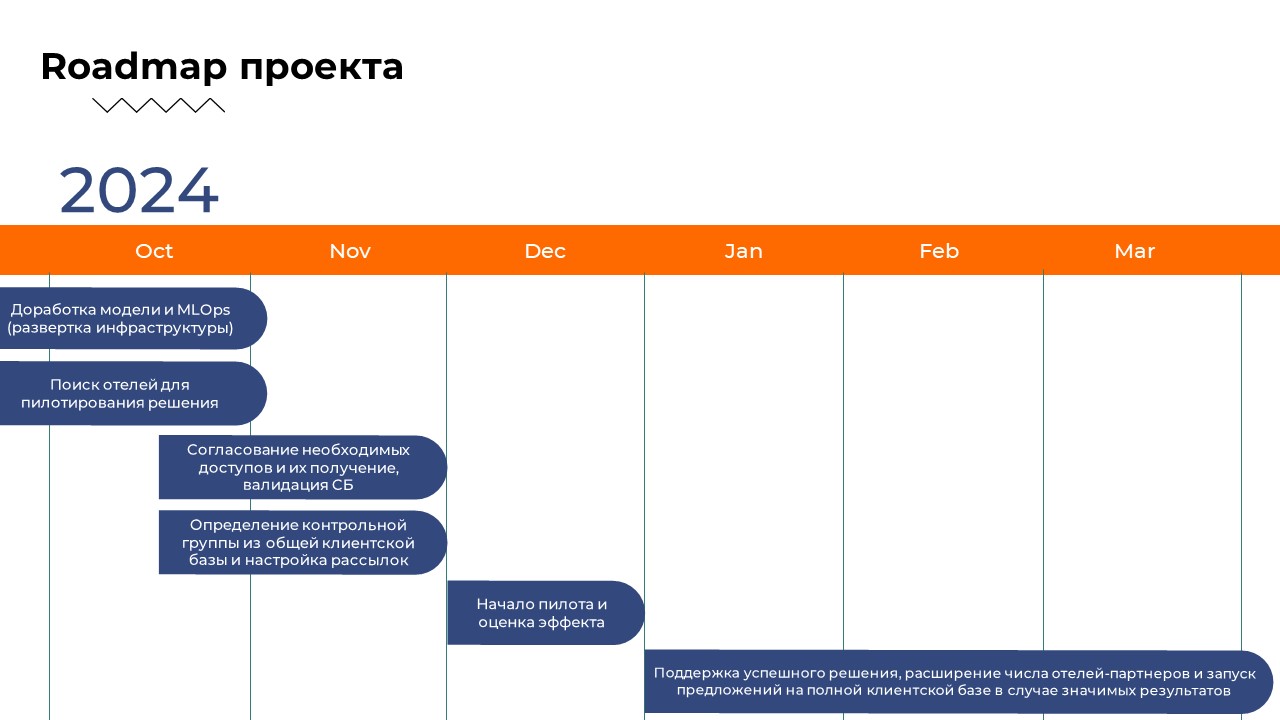 Roadmap проекта
2024
Oct Nov Dec Jan Feb Mar
Доработка модели и MLOps
(развертка инфраструктуры)
Поиск отелей для
пилотирования решения
Согласование необходимых
доступов и их получение,
валидация СБ
Определение контрольной
группы из общей клиентской
базы и настройка рассылок
Начало пилота и
оценка эффекта
Поддержка успешного решения, расширение числа отелей-партнеров и запуск
предложений на полной клиентской базе в случае значимых результатов